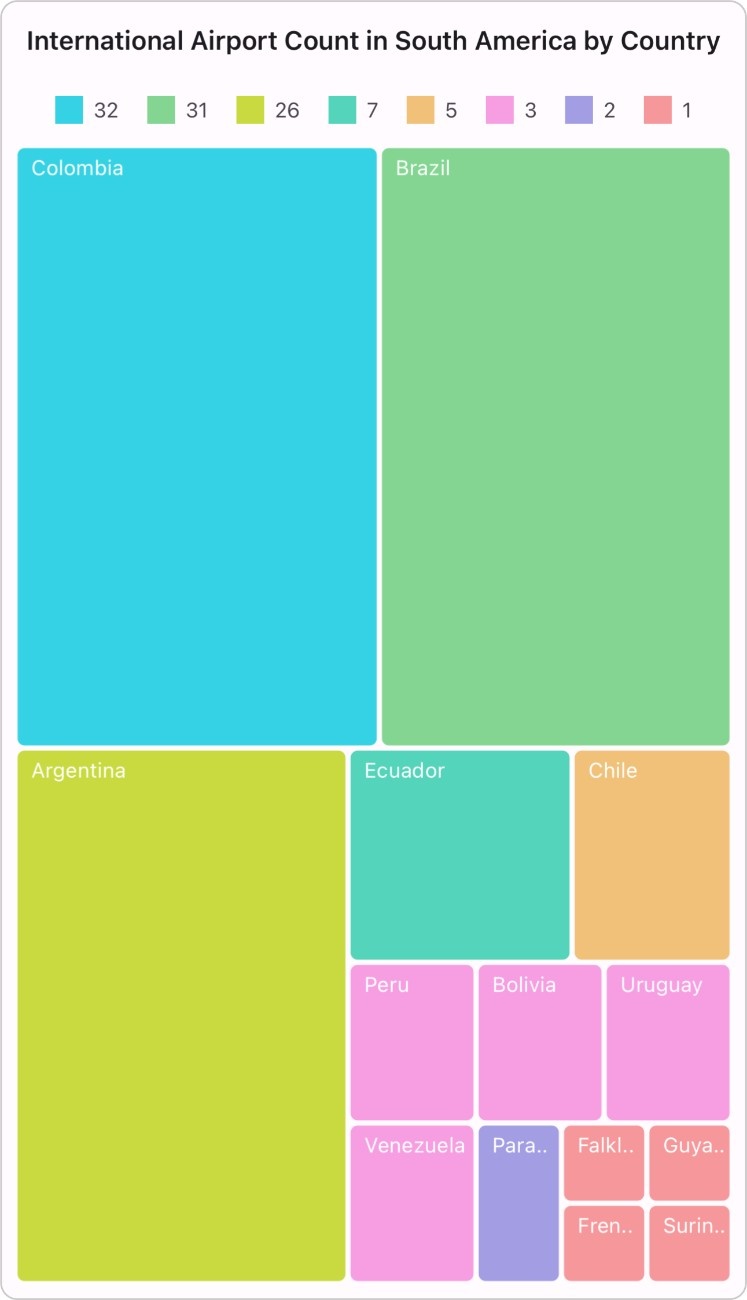 International Airport Count in South America by Country
32 31 26 7 5 3 2 1
Colombia Brazil
Argentina Ecuador Chile
Peru Bolivia Uruguay
Venezuela Para.. Falkl.. Guya..
Fren.. Surin..